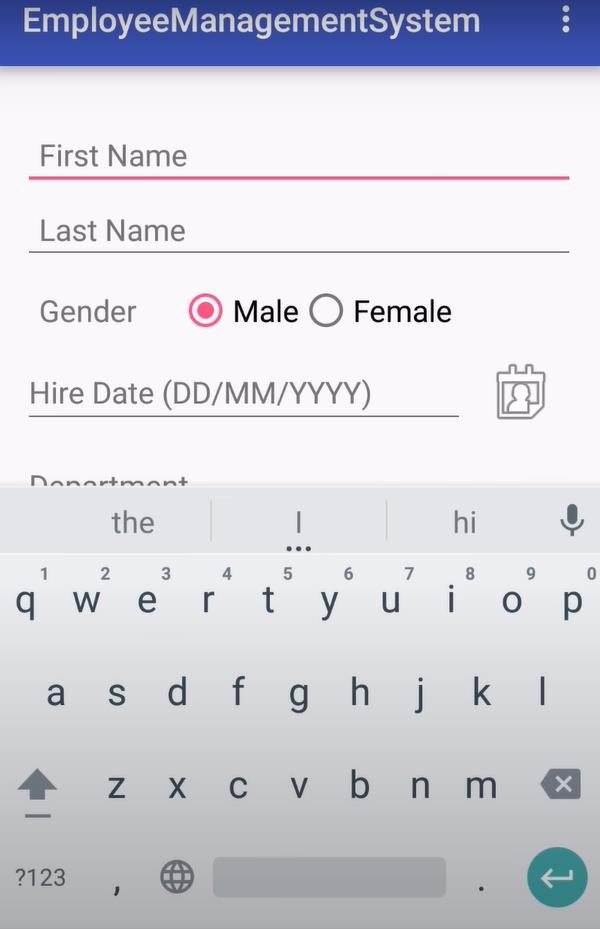 EmployeeManagementSystem
First Name
Last Name
Gender Male Female
Hire Date (DD/MM/YYYY)
Department
the I hi
1 2 3 4 5 6 7 8 9 0
q w e r t y u i o p
a s d f g h j k l
z x c v b n m
?123 , .